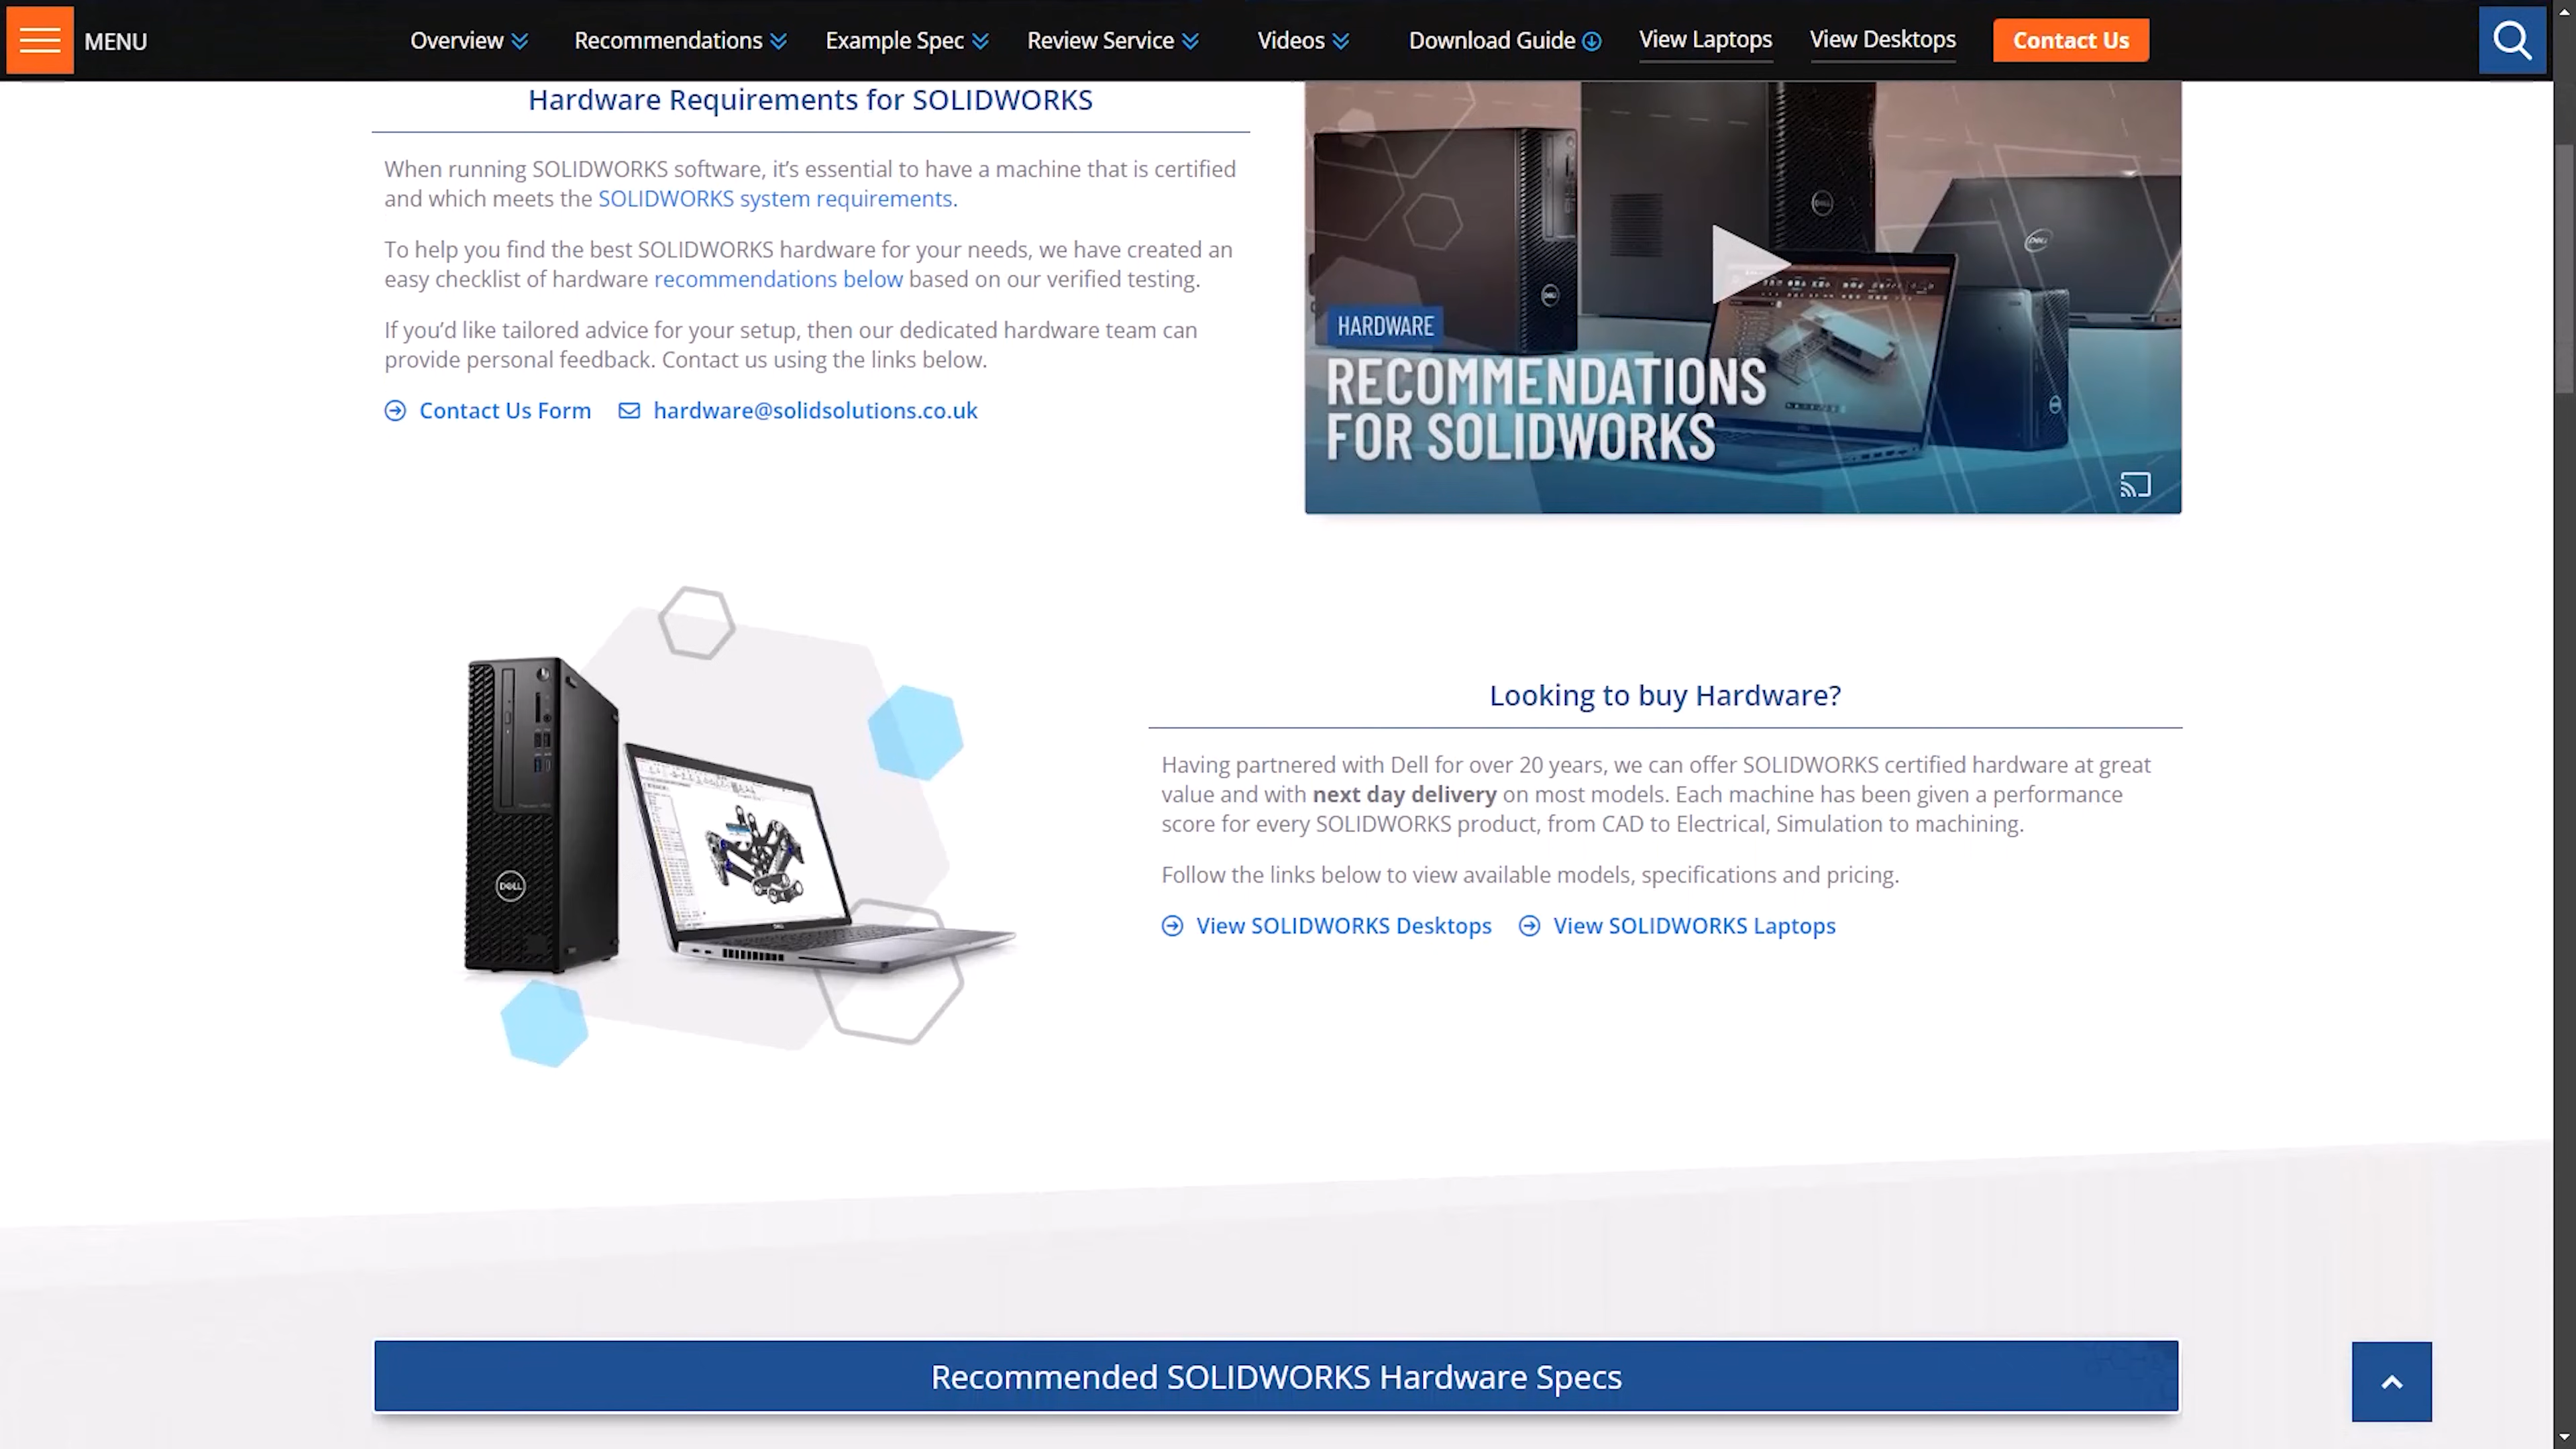 MENU
Overview
Recommendations
Example Spec
Review Service
Videos
Download Guide
View Laptops
View Desktops
Contact Us
Hardware Requirements for SOLIDWORKS
When running SOLIDWORKS software, it’s essential to have a machine that is certified
and which meets the SOLIDWORKS system requirements.
To help you find the best SOLIDWORKS hardware for your needs, we have created an
easy checklist of hardware recommendations below based on our verified testing.
If you’d like tailored advice for your setup, then our dedicated hardware team can
provide personal feedback. Contact us using the links below.
Contact Us Form
hardware@solidsolutions.co.uk
HARDWARE
RECOMMENDATIONS
FOR SOLIDWORKS
DELL
Looking to buy Hardware?
Having partnered with Dell for over 20 years, we can offer SOLIDWORKS certified hardware at great
value and with next day delivery on most models. Each machine has been given a performance
score for every SOLIDWORKS product, from CAD to Electrical, Simulation to machining.
Follow the links below to view available models, specifications and pricing.
View SOLIDWORKS Desktops
View SOLIDWORKS Laptops
Recommended SOLIDWORKS Hardware Specs